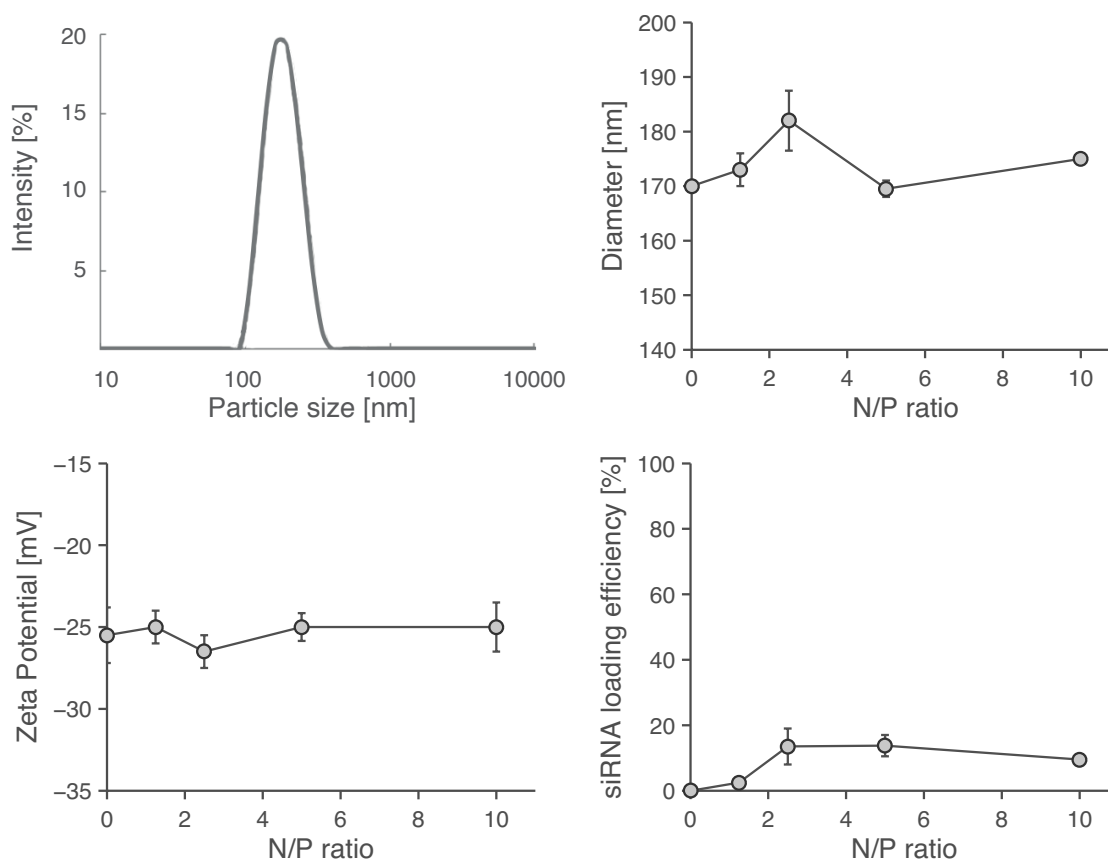 Intensity [%]
20
15
10
5
10 100 1000 10000
Particle size [nm]
Diameter [nm]
200
190
180
170
160
150
140
0 2 4 6 8 10
N/P ratio
Zeta Potential [mV]
−15
−20
−25
−30
−35
0 2 4 6 8 10
N/P ratio
siRNA loading efficiency [%]
100
80
60
40
20
0
0 2 4 6 8 10
N/P ratio